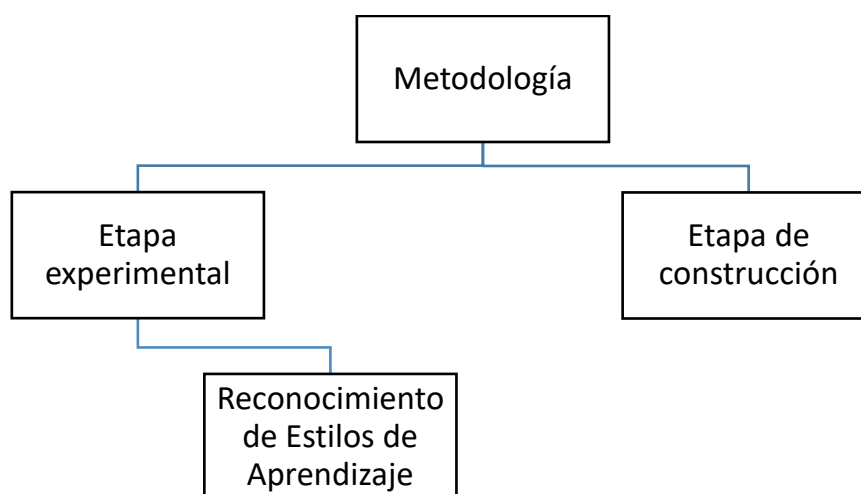 Metodología
Etapa
experimental
Etapa de
construcción
Reconocimiento
de Estilos de
Aprendizaje